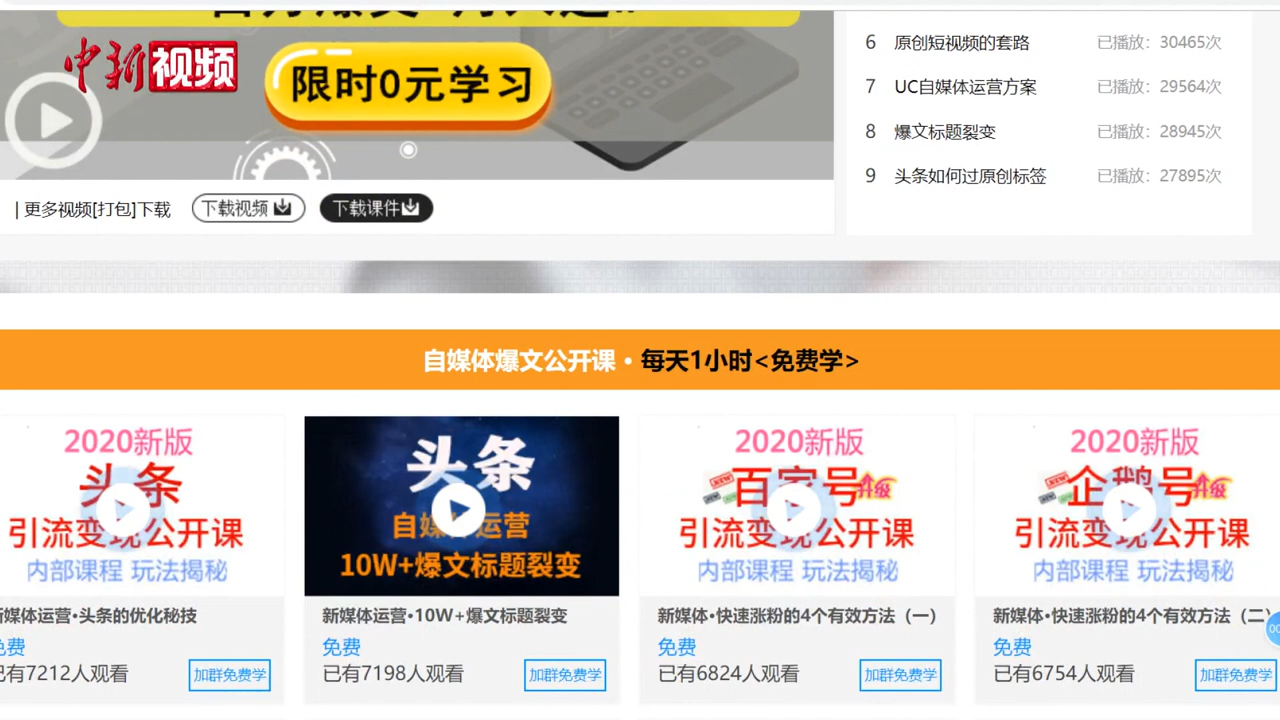 中新视频
限时0元学习
6 原创短视频的套路 已播放：30465次
7 UC自媒体运营方案 已播放：29564次
8 爆文标题裂变 已播放：28945次
9 头条如何过原创标签 已播放：27895次
| 更多视频[打包]下载 下载视频 下载课件
自媒体爆文公开课 • 每天1小时<免费学>
2020新版
头条
引流变现公开课
内部课程 玩法揭秘
媒体运营•头条的优化秘技
免费
已有7212人观看
加群免费学
头条
自媒体运营
10W+爆文标题裂变
新媒体运营•10W+爆文标题裂变
免费
已有7198人观看
加群免费学
2020新版
百家号升级
引流变现公开课
内部课程 玩法揭秘
新媒体•快速涨粉的4个有效方法（一）
免费
已有6824人观看
加群免费学
2020新版
企鹅号升级
引流变现公开课
内部课程 玩法揭秘
新媒体•快速涨粉的4个有效方法（二）
免费
已有6754人观看
加群免费学